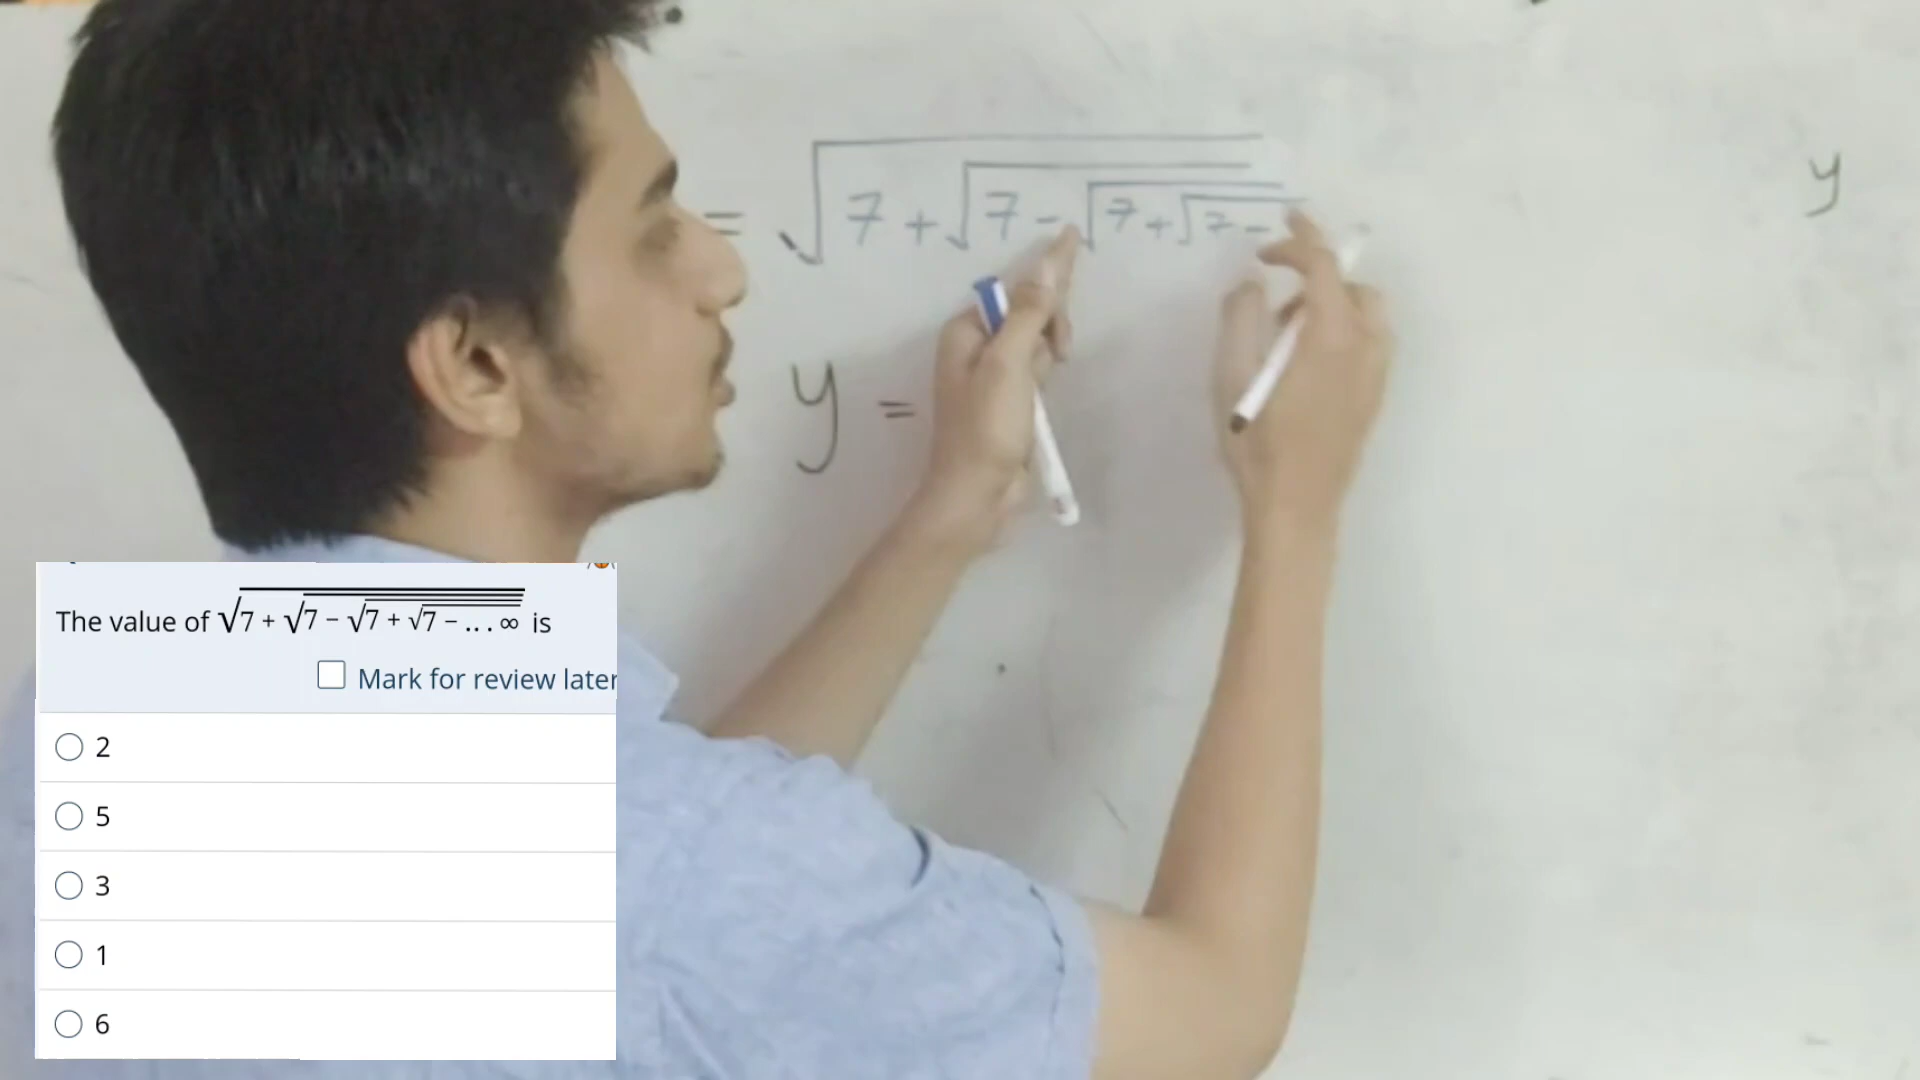 = √7 + √7 - √7 + √7 -
y
y =
The value of √7 + √7 − √7 + √7 − . . . ∞ is
Mark for review later
2
5
3
1
6